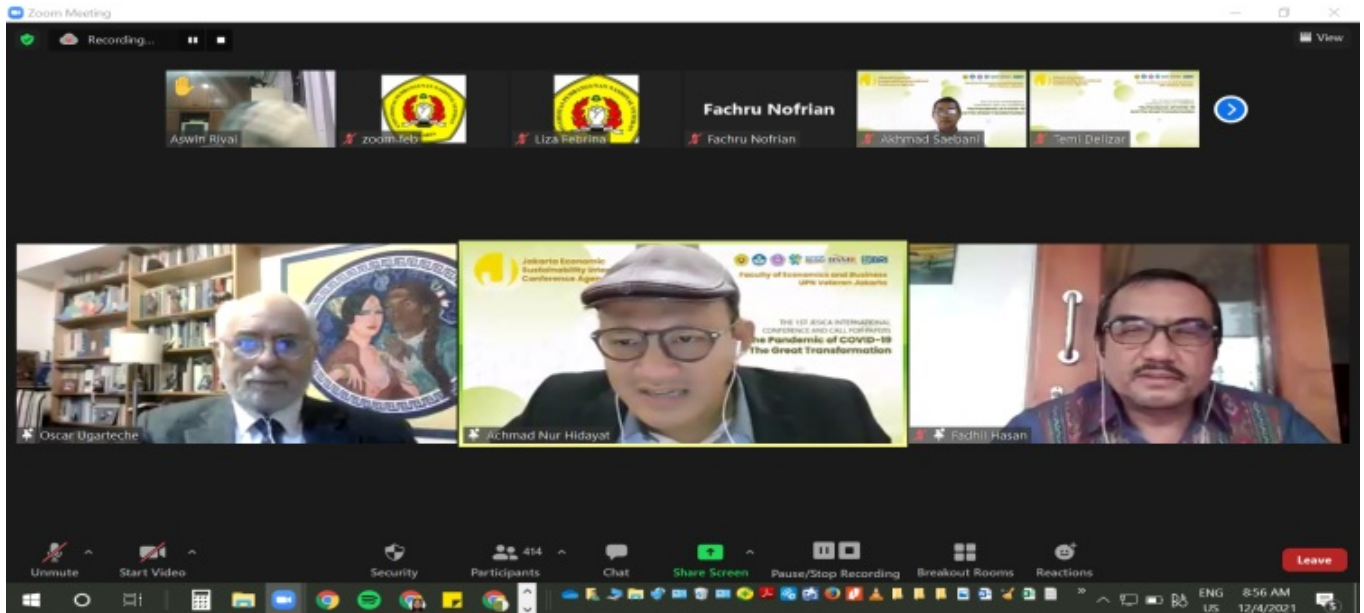 Zoom Meeting
Recording...
View
Aswin Rivai
zoom feb
Liza Febrina
Fachru Nofrian
Fachru Nofrian
Akhmad Saebani
Temi Delizar
Oscar Ugarteche
Jakarta Economic
Sustainability Inte
Conference Agen
Faculty of Economics and Business
UPN Veteran Jakarta
THE 1ST JESICA INTERNATIONAL
CONFERENCE AND CALL FOR PAPERS
he Pandemic of COVID-19
The Great Transformation
Achmad Nur Hidayat
Fadhil Hasan
Unmute
Start Video
Security
414
Participants
Chat
Share Screen
Pause/Stop Recording
Breakout Rooms
Reactions
Leave
ENG
US
8:56 AM
12/4/2021